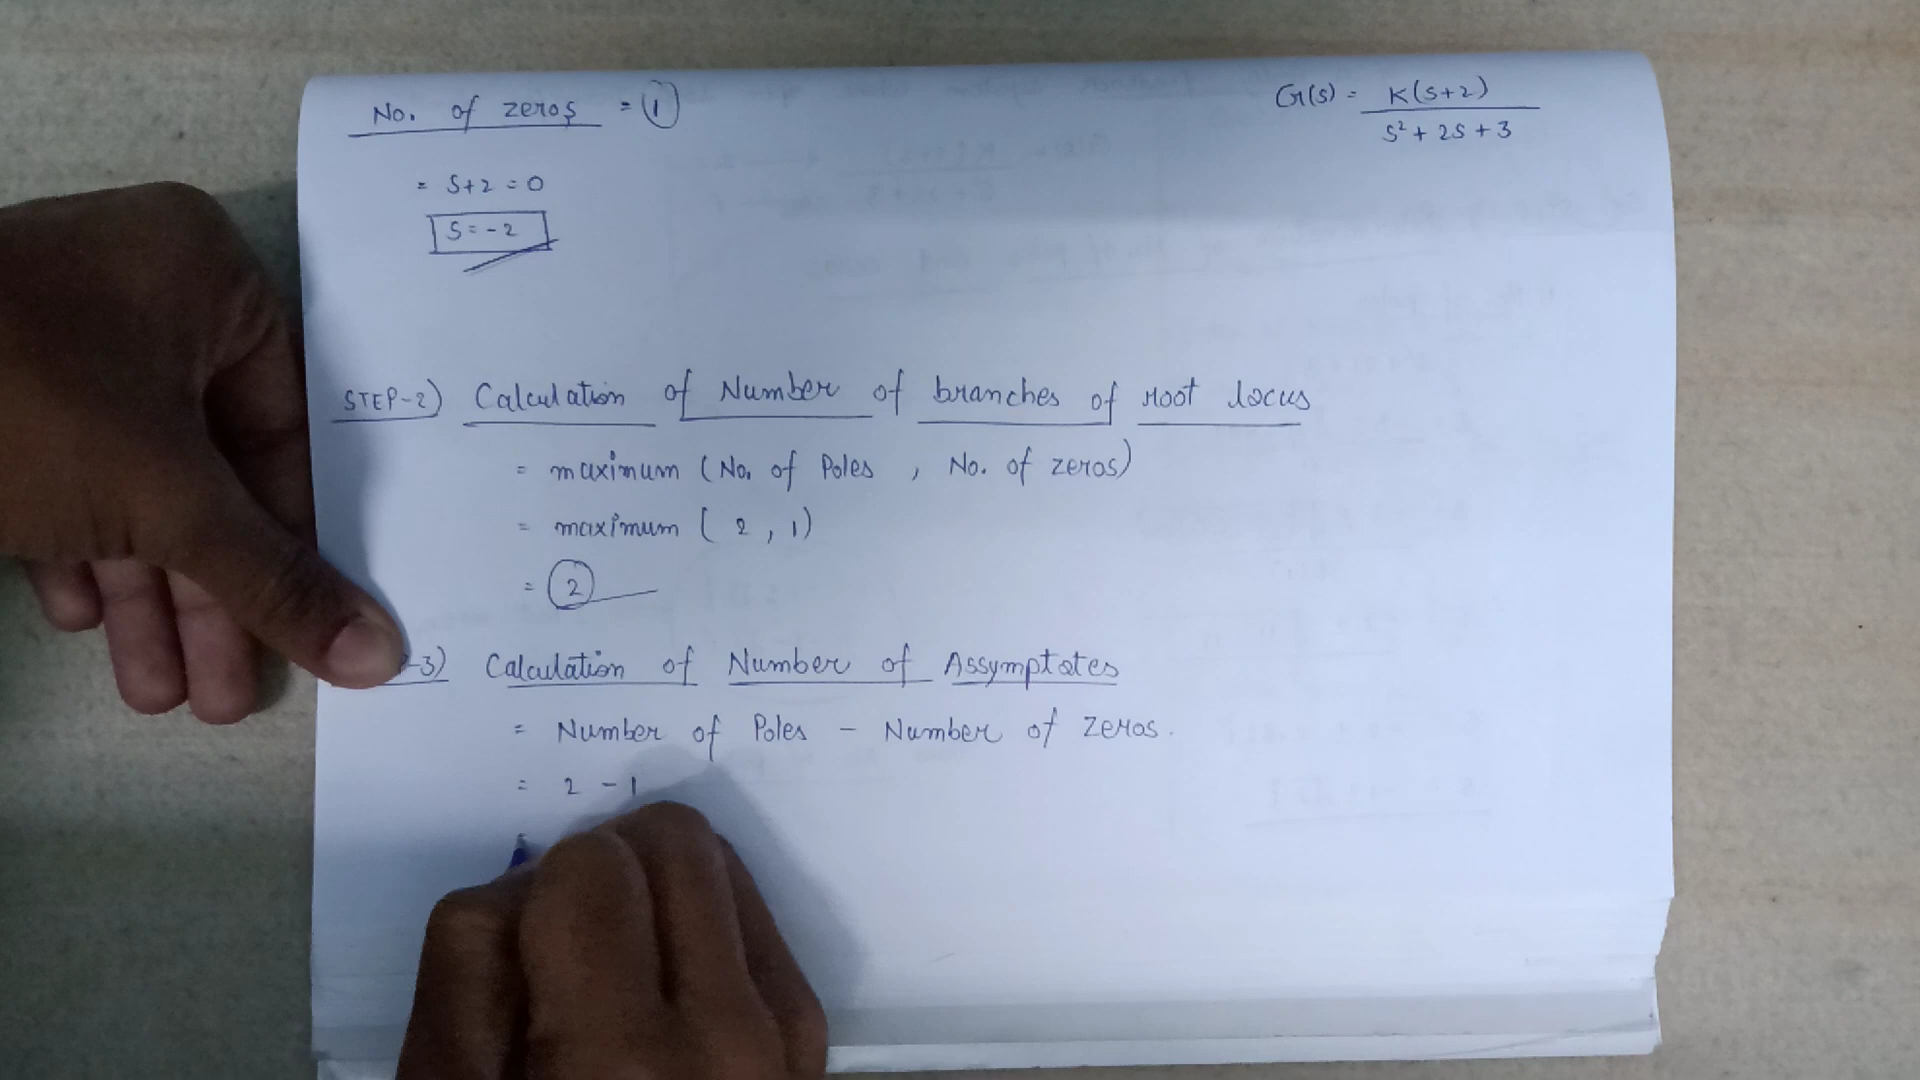 No. of zeros = 1
G(s) = K(s+2)
s² + 2s + 3
= s+2 = 0
s = -2
STEP-2) Calculation of Number of branches of root locus
= maximum (No. of Poles , No. of zeros)
= maximum ( 2 , 1)
= 2
P-3) Calculation of Number of Assymptotes
= Number of Poles - Number of zeros.
= 2 - 1
=